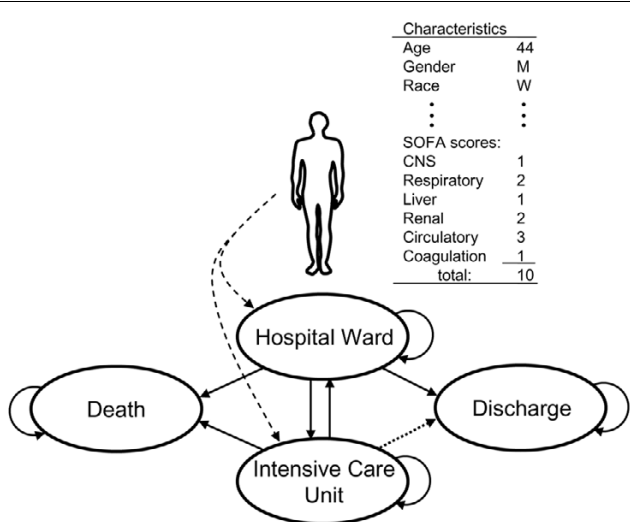 Characteristics
Age 44
Gender M
Race W
SOFA scores:
CNS 1
Respiratory 2
Liver 1
Renal 2
Circulatory 3
Coagulation 1
total: 10
Hospital Ward
Death
Discharge
Intensive Care
Unit